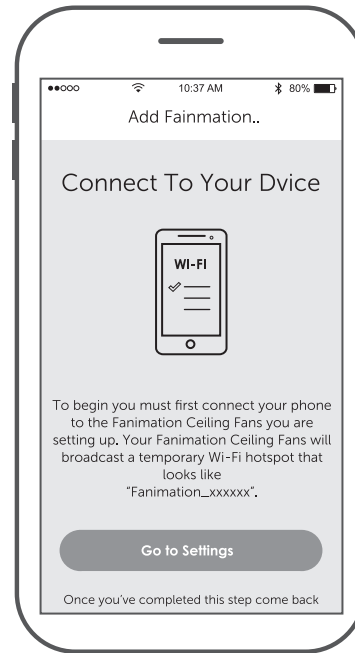 10:37 AM 80%
Add Fainmation..
Connect To Your Dvice
WI-FI
To begin you must first connect your phone
to the Fanimation Ceiling Fans you are
setting up. Your Fanimation Ceiling Fans will
broadcast a temporary Wi-Fi hotspot that
looks like
“Fanimation_xxxxxx”.
Go to Settings
Once you’ve completed this step come back